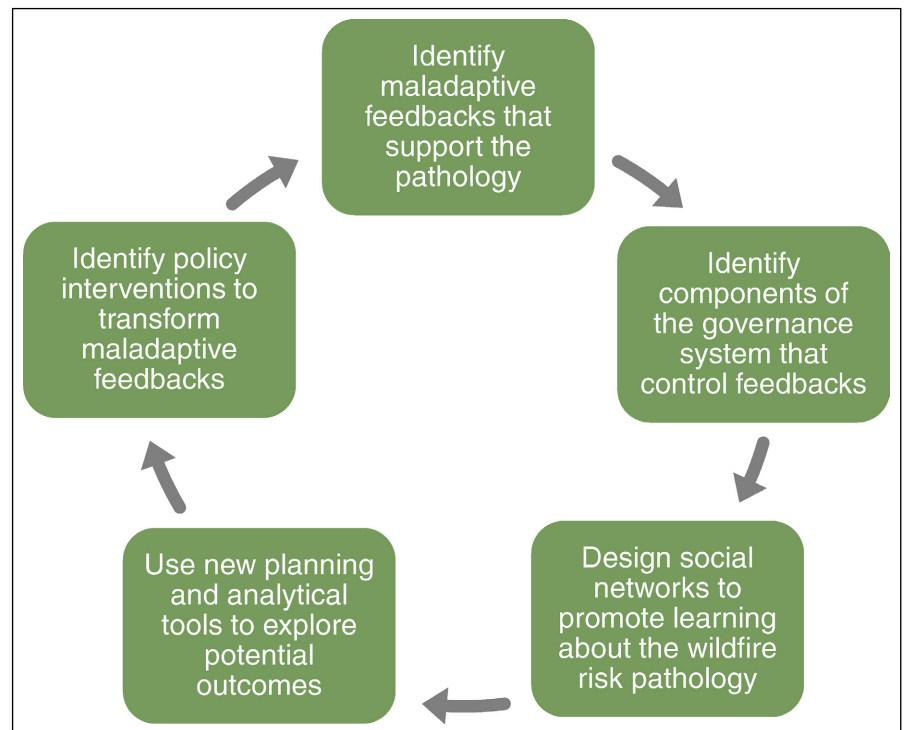 Identify
maladaptive
feedbacks that
support the
pathology
Identify
components of
the governance
system that
control feedbacks
Design social
networks to
promote learning
about the wildfire
risk pathology
Use new planning
and analytical
tools to explore
potential
outcomes
Identify policy
interventions to
transform
maladaptive
feedbacks